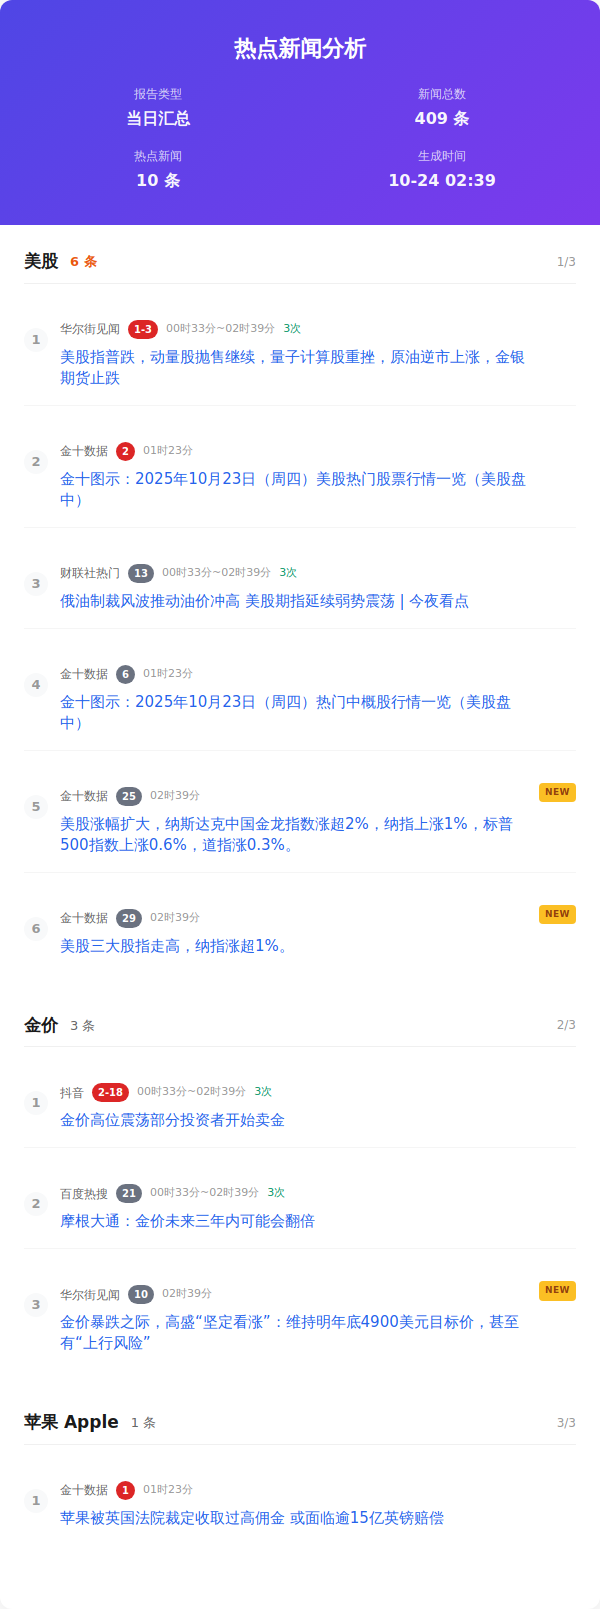 热点新闻分析
报告类型
新闻总数
当日汇总
409 条
热点新闻
生成时间
10 条
10-24 02:39
美股 6 条 1/3
1
华尔街见闻 1-3 00时33分~02时39分 3次
美股指普跌，动量股抛售继续，量子计算股重挫，原油逆市上涨，金银
期货止跌
2
金十数据 2 01时23分
金十图示：2025年10月23日（周四）美股热门股票行情一览（美股盘
中）
3
财联社热门 13 00时33分~02时39分 3次
俄油制裁风波推动油价冲高 美股期指延续弱势震荡 | 今夜看点
4
金十数据 6 01时23分
金十图示：2025年10月23日（周四）热门中概股行情一览（美股盘
中）
5
金十数据 25 02时39分 NEW
美股涨幅扩大，纳斯达克中国金龙指数涨超2%，纳指上涨1%，标普
500指数上涨0.6%，道指涨0.3%。
6
金十数据 29 02时39分 NEW
美股三大股指走高，纳指涨超1%。
金价 3 条 2/3
1
抖音 2-18 00时33分~02时39分 3次
金价高位震荡部分投资者开始卖金
2
百度热搜 21 00时33分~02时39分 3次
摩根大通：金价未来三年内可能会翻倍
3
华尔街见闻 10 02时39分 NEW
金价暴跌之际，高盛“坚定看涨”：维持明年底4900美元目标价，甚至
有“上行风险”
苹果 Apple 1 条 3/3
1
金十数据 1 01时23分
苹果被英国法院裁定收取过高佣金 或面临逾15亿英镑赔偿